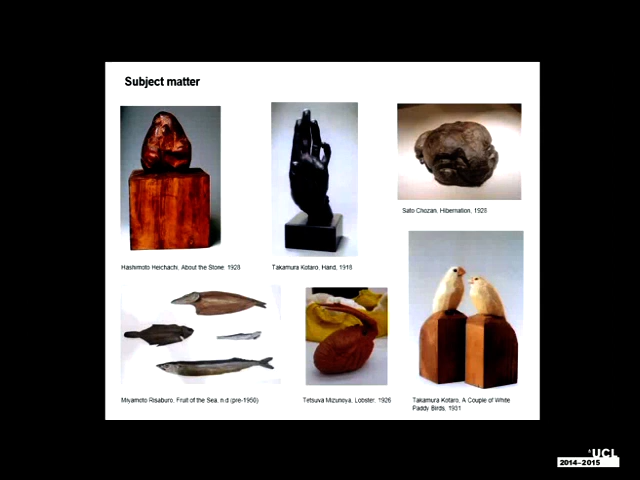 Subject matter
Hashimoto Heichachi, About the Stone, 1928
Takamura Kotaro, Hand, 1918
Sato Chozan, Hibernation, 1928
Miyamoto Risaburo, Fruit of the Sea, n.d (pre-1950)
Tetsuya Mizunoya, Lobster, 1926
Takamura Kotaro, A Couple of White
Paddy Birds, 1931
UCL
2014–2015